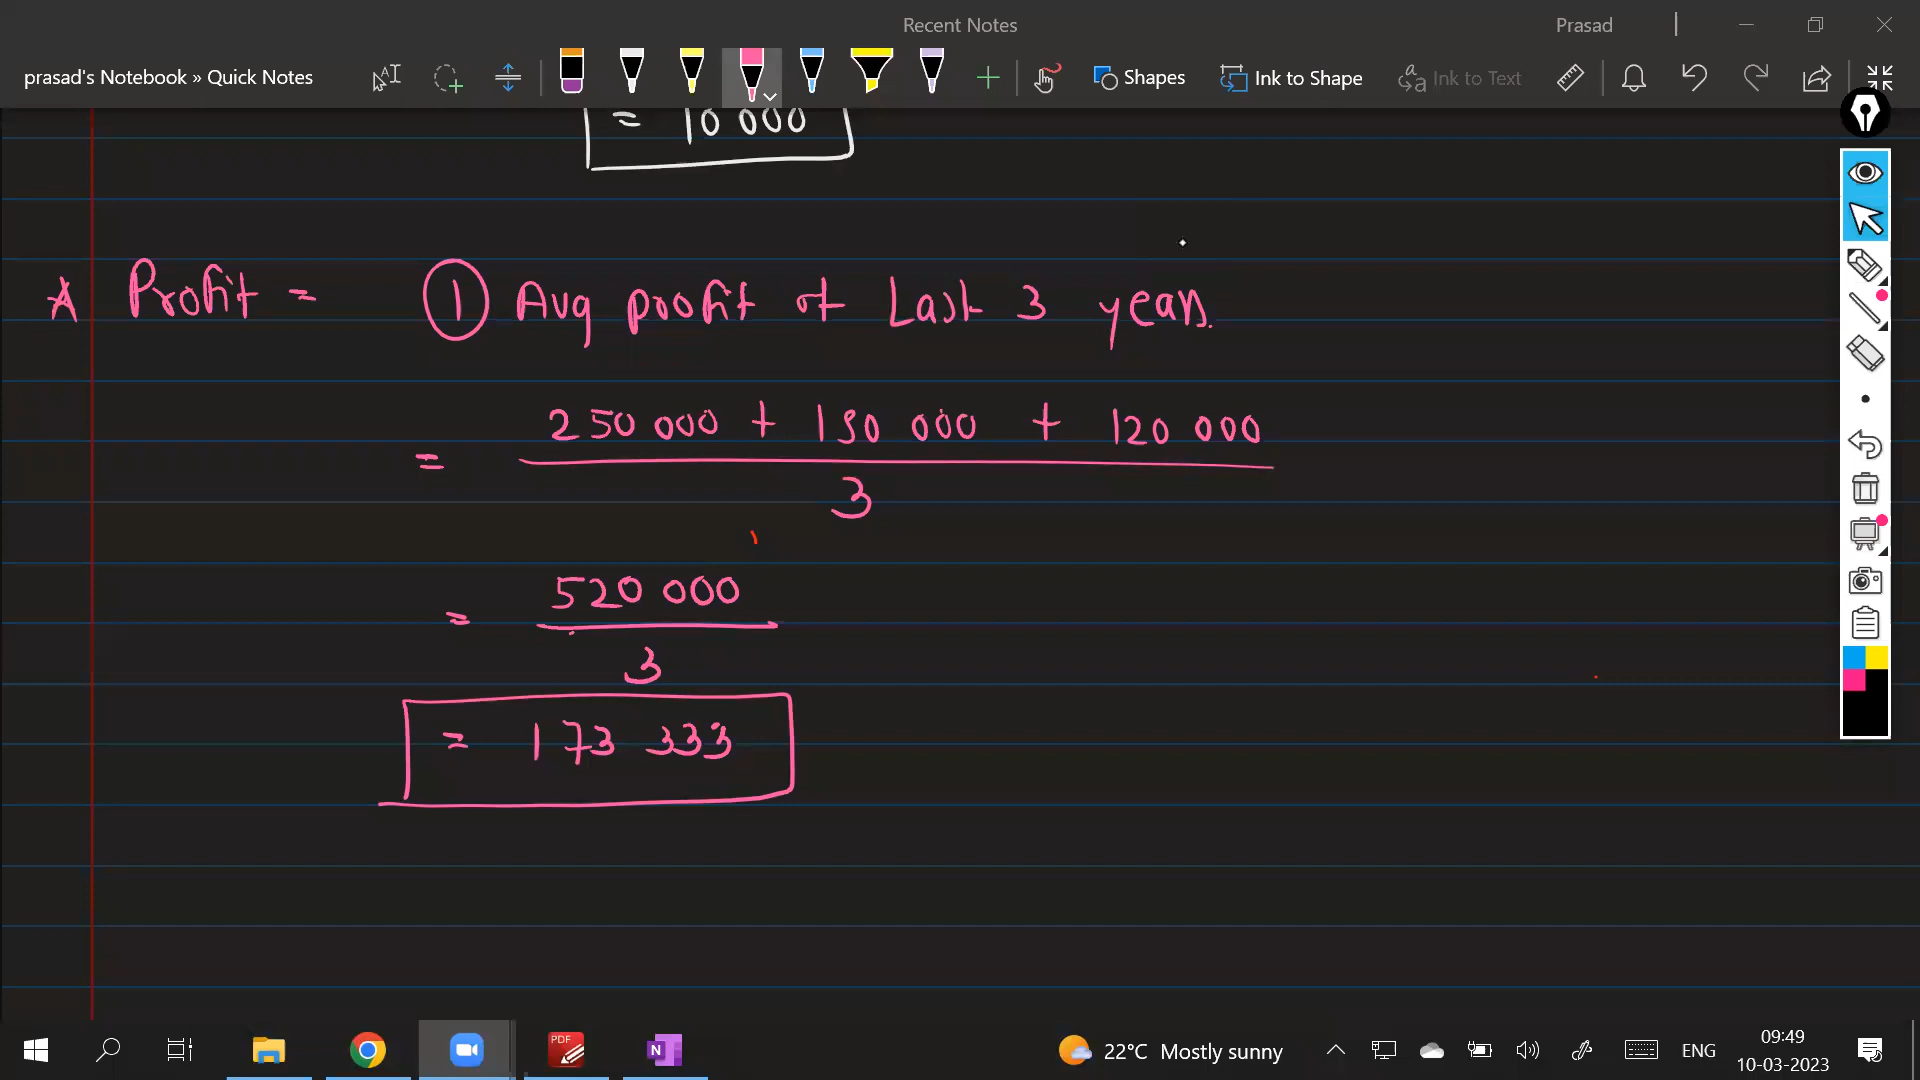 Recent Notes
Prasad
prasad's Notebook » Quick Notes
Shapes
Ink to Shape
Ink to Text
= 10 000
Profit = 1 Avg profit of Last 3 years.
= 250 000 + 150 000 + 120 000
3
= 520 000
3
= 173 333
PDF
N
22°C Mostly sunny
ENG
09:49
10-03-2023